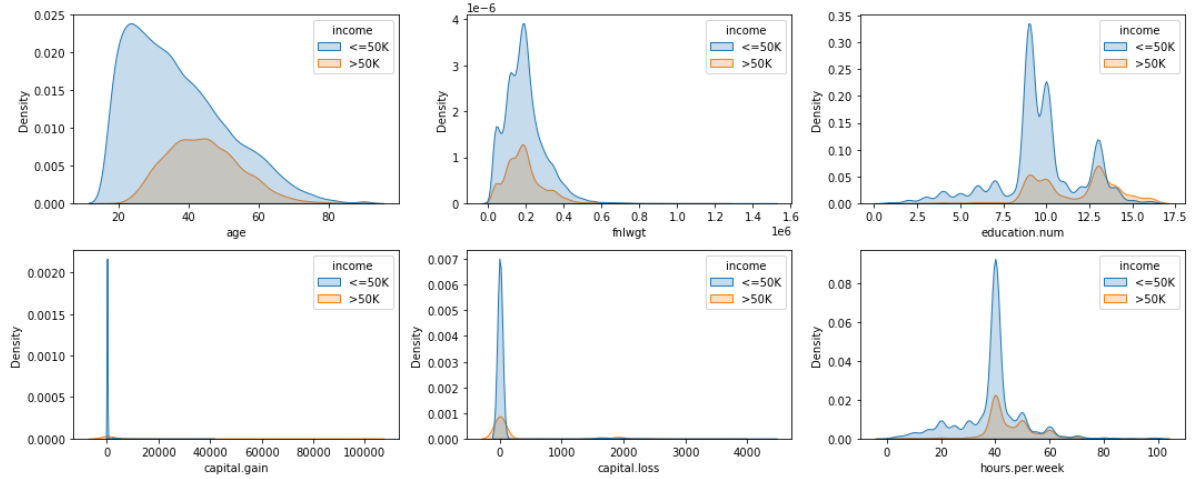 0.025
0.020
0.015
0.010
0.005
0.000
Density
20 40 60 80
age
income
<=50K
>50K
1e−6
4
3
2
1
0
Density
0.0 0.2 0.4 0.6 0.8 1.0 1.2 1.4 1.6
1e6
fnlwgt
income
<=50K
>50K
0.35
0.30
0.25
0.20
0.15
0.10
0.05
0.00
Density
0.0 2.5 5.0 7.5 10.0 12.5 15.0 17.5
education.num
income
<=50K
>50K
0.0020
0.0015
0.0010
0.0005
0.0000
Density
0 20000 40000 60000 80000 100000
capital.gain
income
<=50K
>50K
0.007
0.006
0.005
0.004
0.003
0.002
0.001
0.000
Density
0 1000 2000 3000 4000
capital.loss
income
<=50K
>50K
0.08
0.06
0.04
0.02
0.00
Density
0 20 40 60 80 100
hours.per.week
income
<=50K
>50K